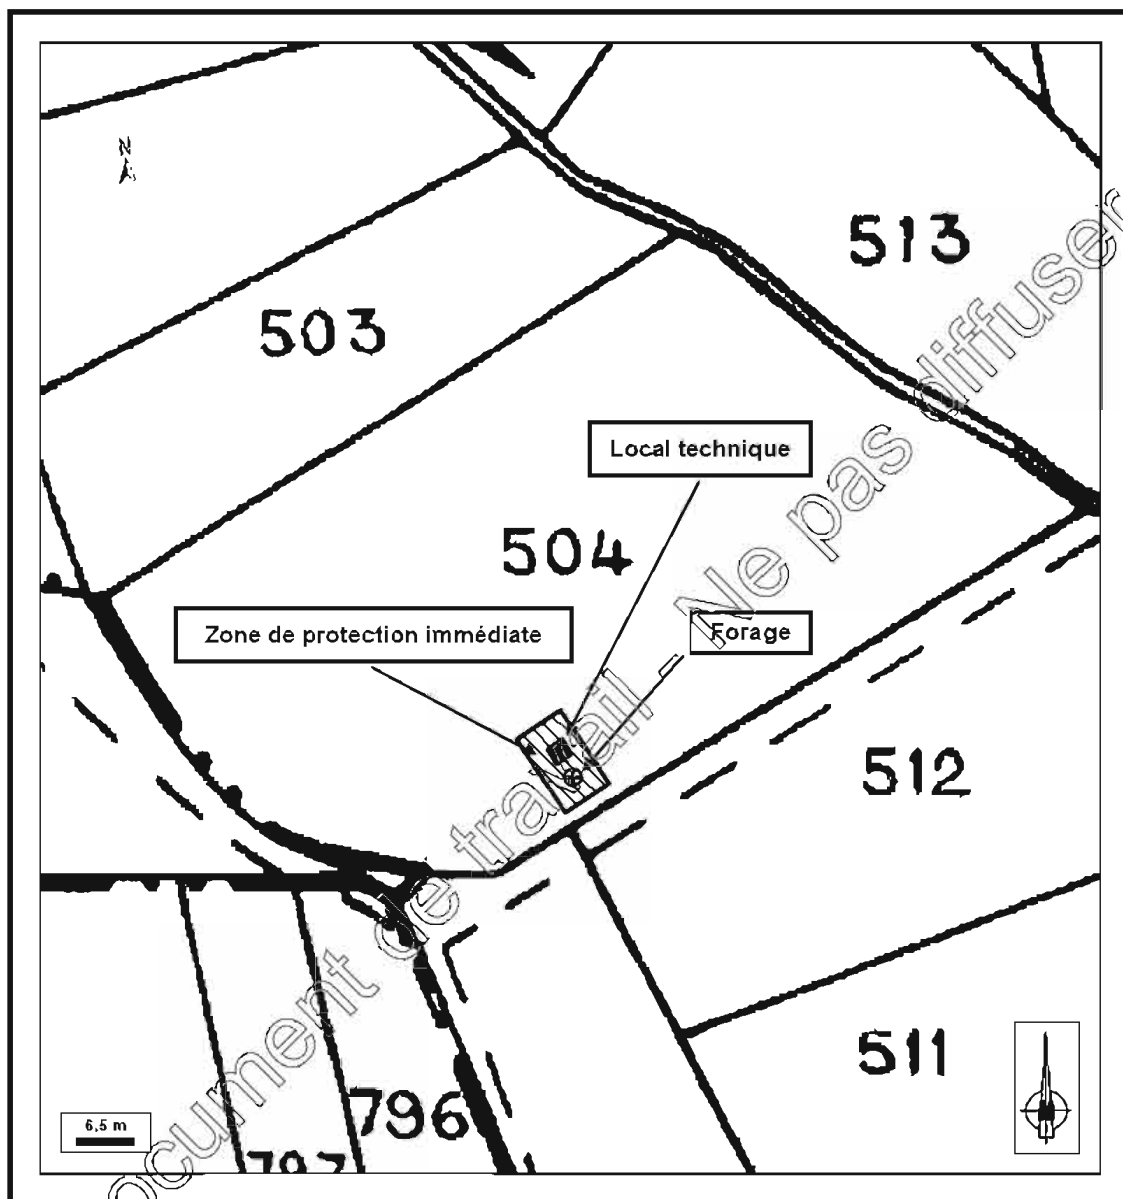 N
513
503
Local technique
504
Zone de protection immédiate
Forage
512
511
6,5 m
796
797
Document de travail - Ne pas diffuser